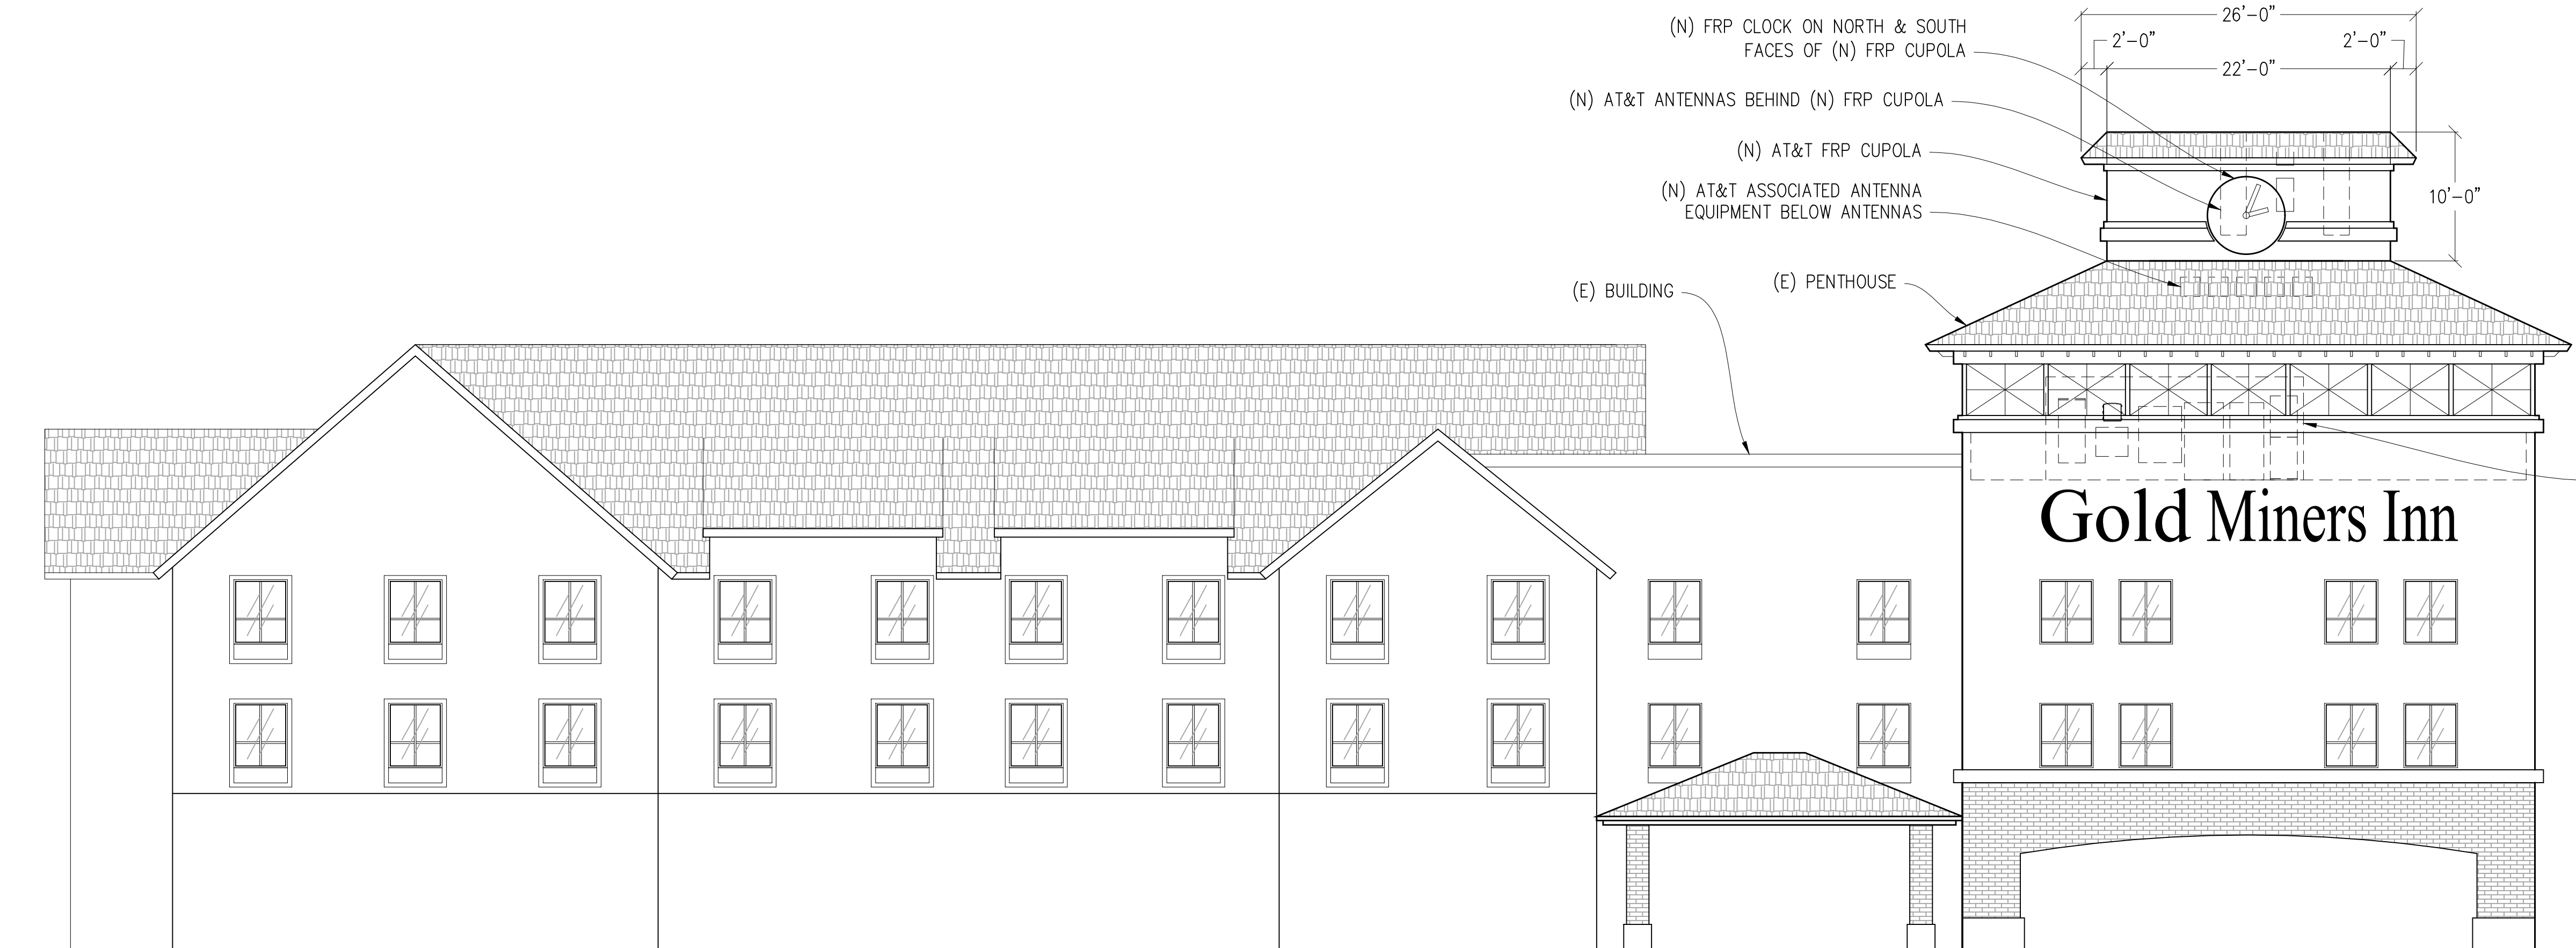 26'-0"
(N) FRP CLOCK ON NORTH & SOUTH
FACES OF (N) FRP CUPOLA
2'-0"
2'-0"
22'-0"
(N) AT&T ANTENNAS BEHIND (N) FRP CUPOLA
(N) AT&T FRP CUPOLA
(N) AT&T ASSOCIATED ANTENNA
EQUIPMENT BELOW ANTENNAS
10'-0"
(E) PENTHOUSE
(E) BUILDING
Gold Miners Inn